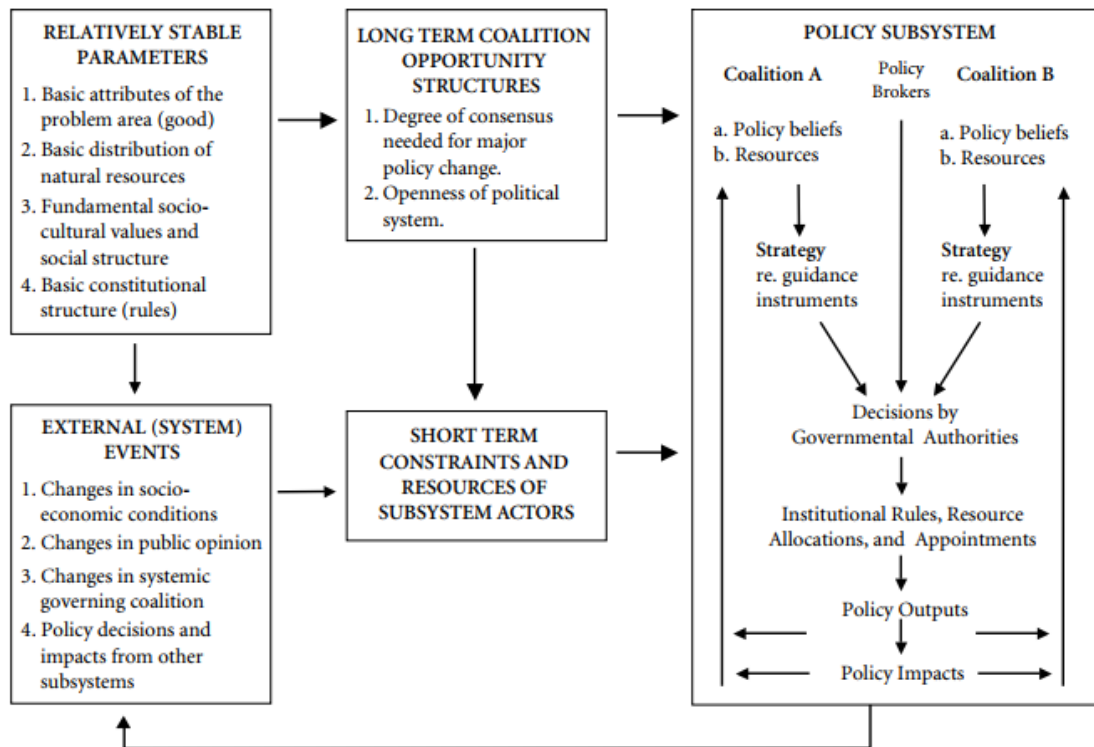 RELATIVELY STABLE
PARAMETERS
1. Basic attributes of the
problem area (good)
2. Basic distribution of
natural resources
3. Fundamental socio-
cultural values and
social structure
4. Basic constitutional
structure (rules)
LONG TERM COALITION
OPPORTUNITY
STRUCTURES
1. Degree of consensus
needed for major
policy change.
2. Openness of political
system.
EXTERNAL (SYSTEM)
EVENTS
1. Changes in socio-
economic conditions
2. Changes in public opinion
3. Changes in systemic
governing coalition
4. Policy decisions and
impacts from other
subsystems
SHORT TERM
CONSTRAINTS AND
RESOURCES OF
SUBSYSTEM ACTORS
POLICY SUBSYSTEM
Coalition A
Policy
Brokers
Coalition B
a. Policy beliefs
b. Resources
a. Policy beliefs
b. Resources
Strategy
re. guidance
instruments
Strategy
re. guidance
instruments
Decisions by
Governmental Authorities
Institutional Rules, Resource
Allocations, and Appointments
Policy Outputs
Policy Impacts